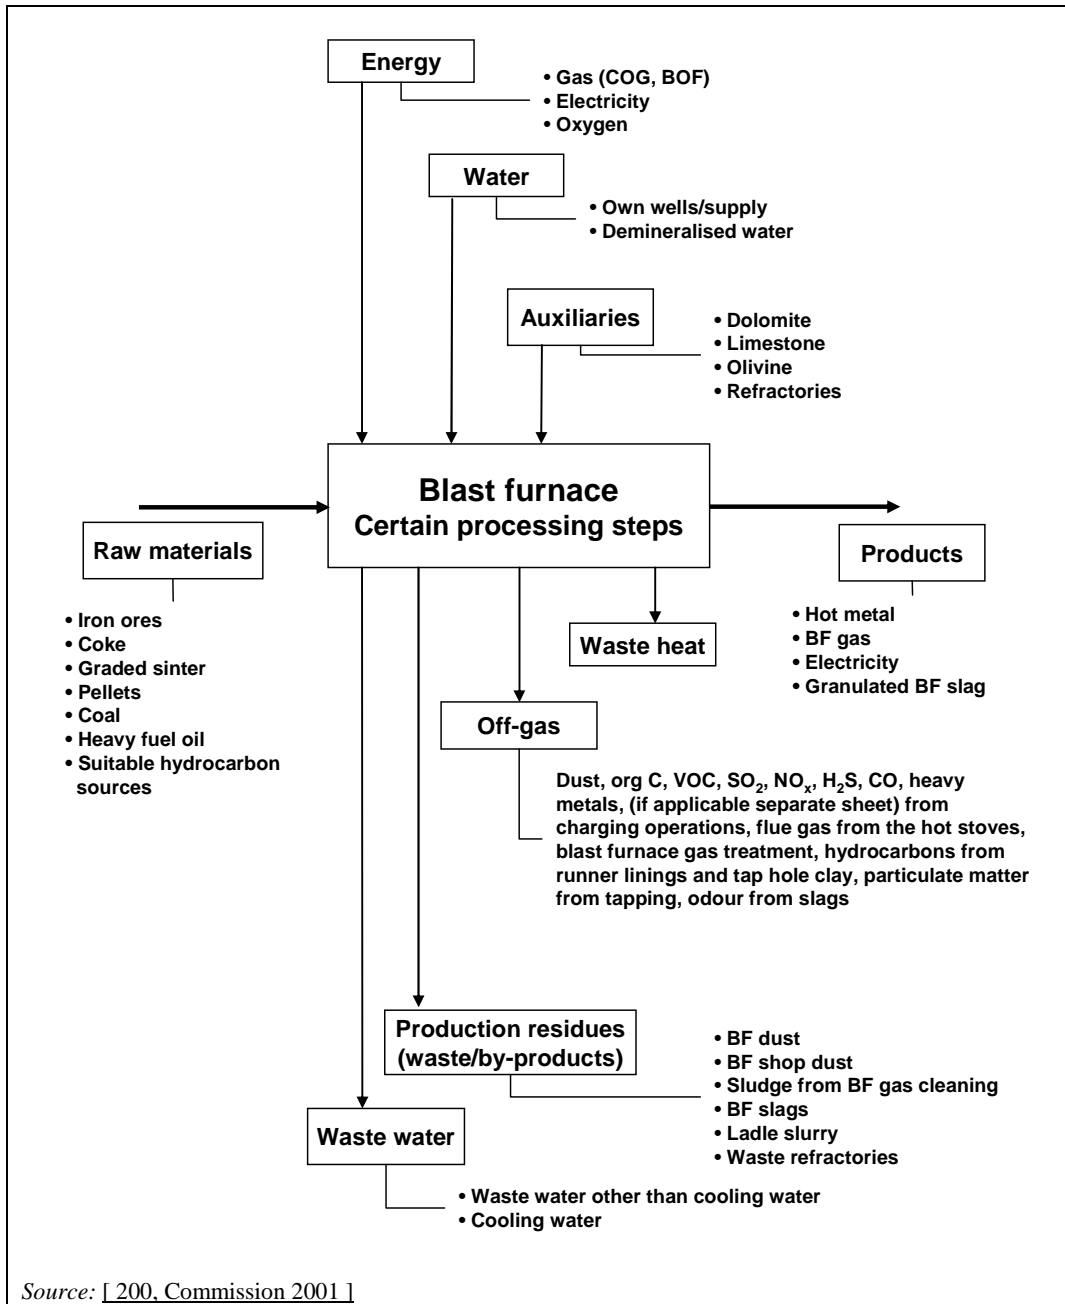 Energy
• Gas (COG, BOF)
• Electricity
• Oxygen
Water
• Own wells/supply
• Demineralised water
Auxiliaries
• Dolomite
• Limestone
• Olivine
• Refractories
Blast furnace
Certain processing steps
Raw materials
• Iron ores
• Coke
• Graded sinter
• Pellets
• Coal
• Heavy fuel oil
• Suitable hydrocarbon
sources
Products
• Hot metal
• BF gas
• Electricity
• Granulated BF slag
Waste heat
Off-gas
Dust, org C, VOC, SO₂, NOₓ, H₂S, CO, heavy
metals, (if applicable separate sheet) from
charging operations, flue gas from the hot stoves,
blast furnace gas treatment, hydrocarbons from
runner linings and tap hole clay, particulate matter
from tapping, odour from slags
Production residues
(waste/by-products)
• BF dust
• BF shop dust
• Sludge from BF gas cleaning
• BF slags
• Ladle slurry
• Waste refractories
Waste water
• Waste water other than cooling water
• Cooling water
Source: [ 200, Commission 2001 ]